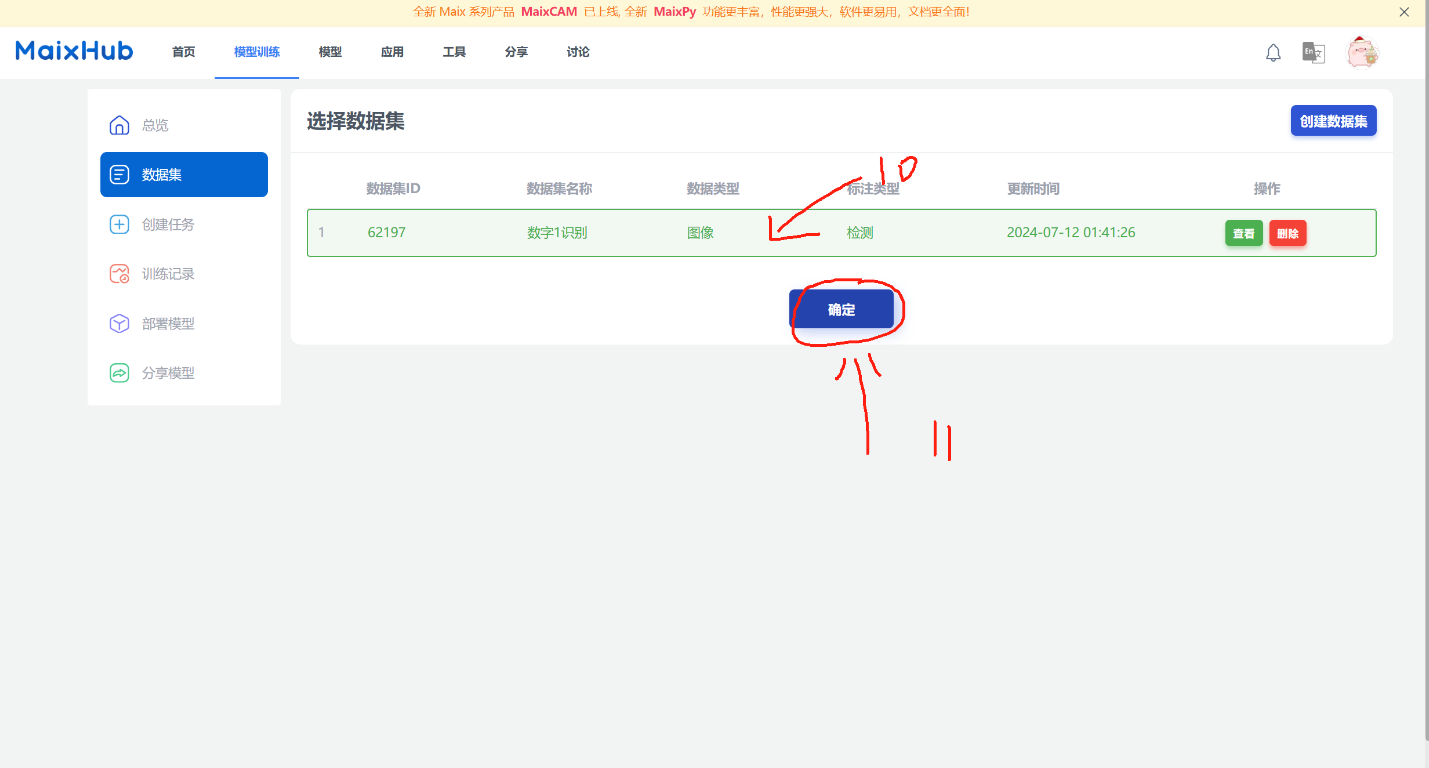 全新 Maix 系列产品 MaixCAM 已上线, 全新 MaixPy 功能更丰富，性能更强大，软件更易用，文档更全面！
MaixHub 首页 模型训练 模型 应用 工具 分享 讨论 En 文
总览
数据集
创建任务
训练记录
部署模型
分享模型
选择数据集 创建数据集
10
数据集ID 数据集名称 数据类型 标注类型 更新时间 操作
1 62197 数字1识别 图像 检测 2024-07-12 01:41:26 查看 删除
确定
11